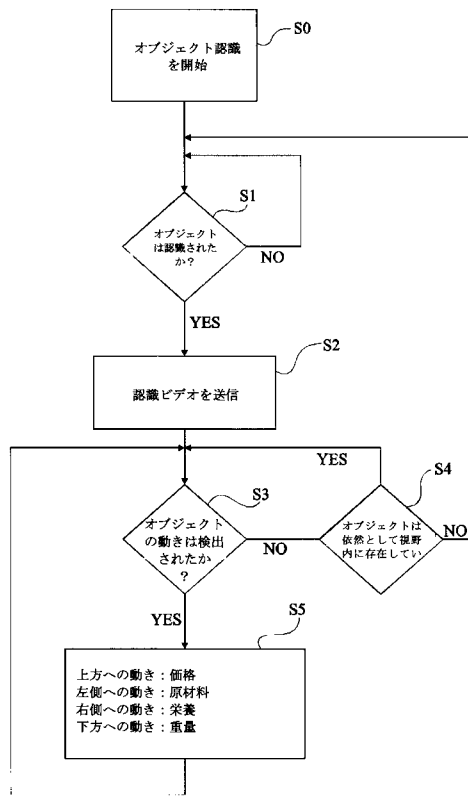 S0
オブジェクト認識
を開始
S1
オブジェクト
は認識された
か？
NO
YES
S2
認識ビデオを送信
YES
S3
S4
オブジェクト
の動きは検出
されたか
？
NO
オブジェクトは
依然として視野
内に存在してい
NO
YES
S5
上方への動き：価格
左側への動き：原材料
右側への動き：栄養
下方への動き：重量